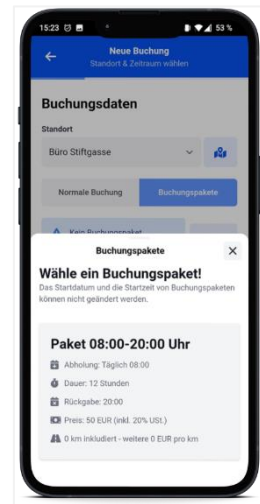 15:23 53 %
Neue Buchung
Standort & Zeitraum wählen
Buchungsdaten
Standort
Büro Stiftgasse
Normale Buchung Buchungspakete
Kein Buchungspaket
Buchungspakete
Wähle ein Buchungspaket!
Das Startdatum und die Startzeit von Buchungspaketen
können nicht geändert werden.
Paket 08:00-20:00 Uhr
Abholung: Täglich 08:00
Dauer: 12 Stunden
Rückgabe: 20:00
Preis: 50 EUR (inkl. 20% USt.)
0 km inkludiert - weitere 0 EUR pro km